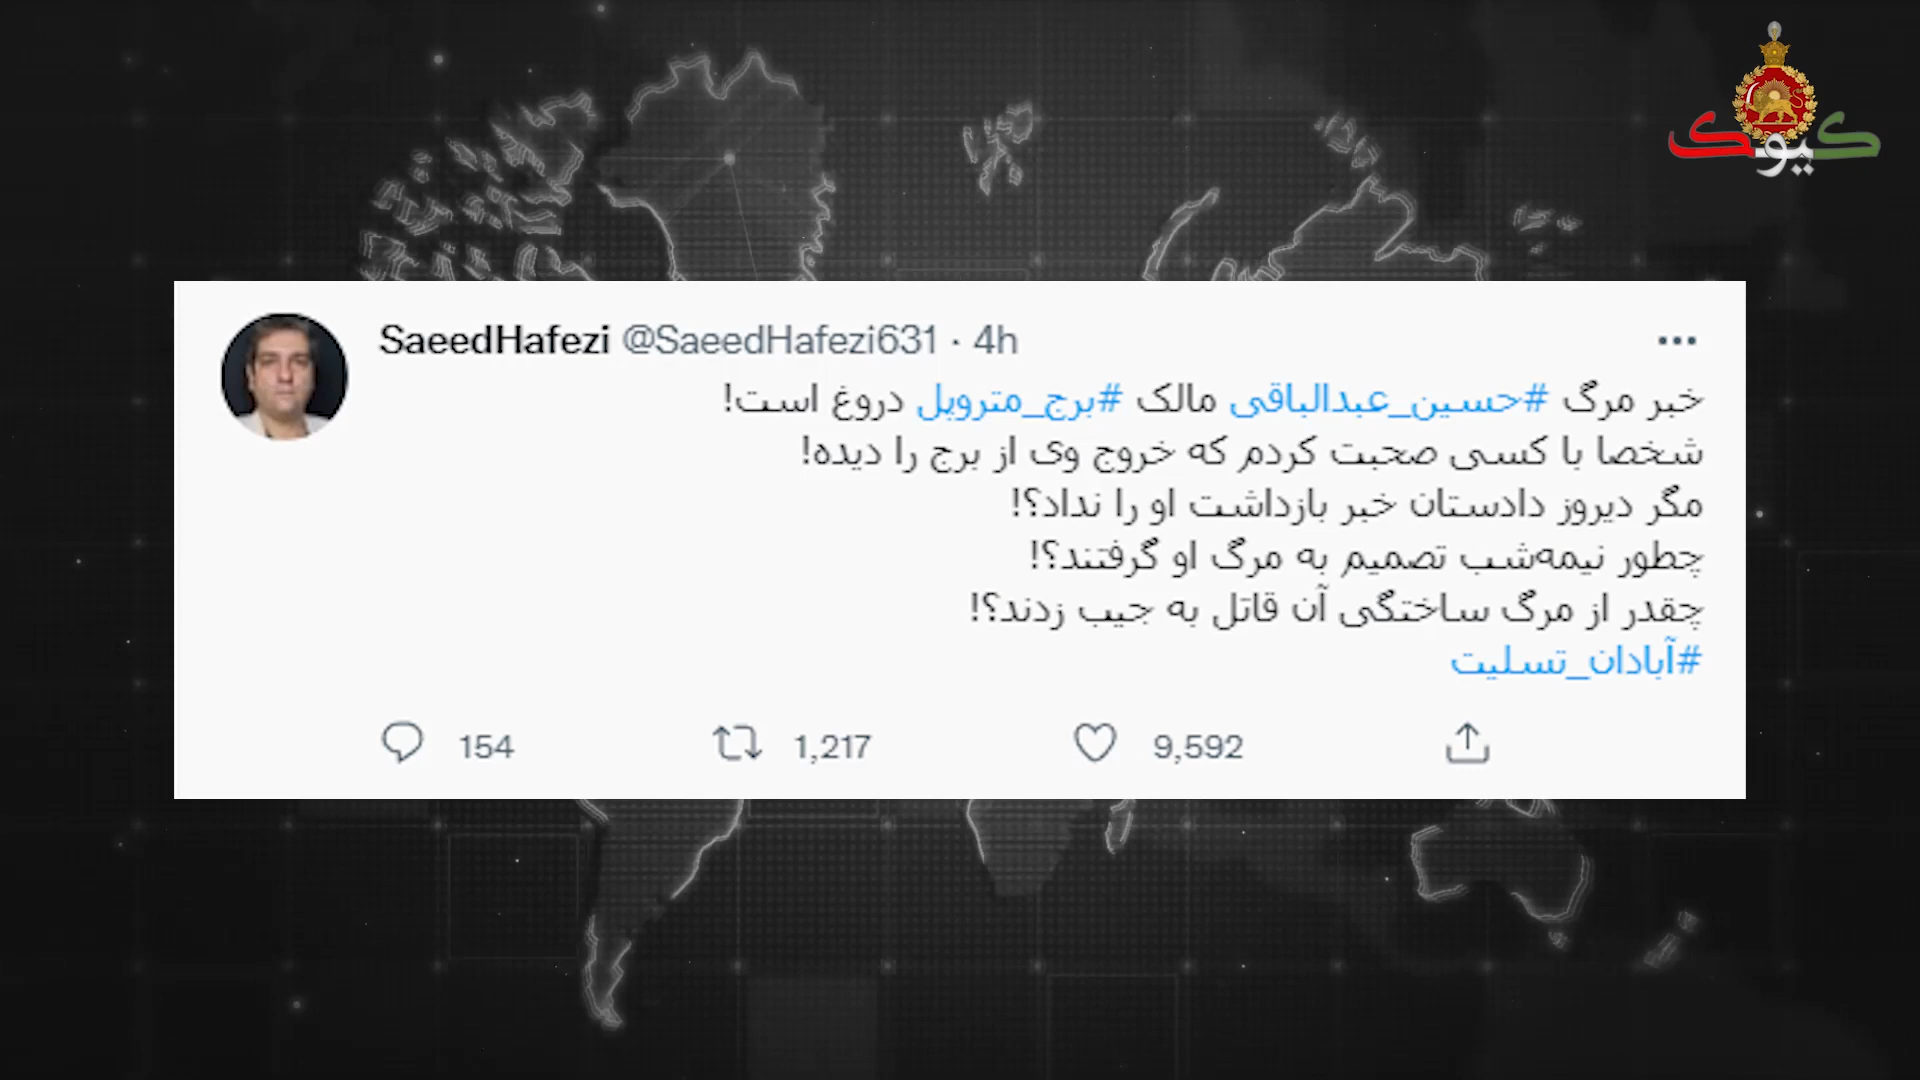 کیوک
SaeedHafezi @SaeedHafezi631 · 4h
خبر مرگ #حسین_عبدالباقی مالک #برج_متروپل دروغ است!
شخصا با کسی صحبت کردم که خروج وی از برج را دیده!
مگر دیروز دادستان خبر بازداشت او را نداد؟!
چطور نیمه‌شب تصمیم به مرگ او گرفتند؟!
چقدر از مرگ ساختگی آن قاتل به جیب زدند؟!
#آبادان_تسلیت
154 1,217 9,592